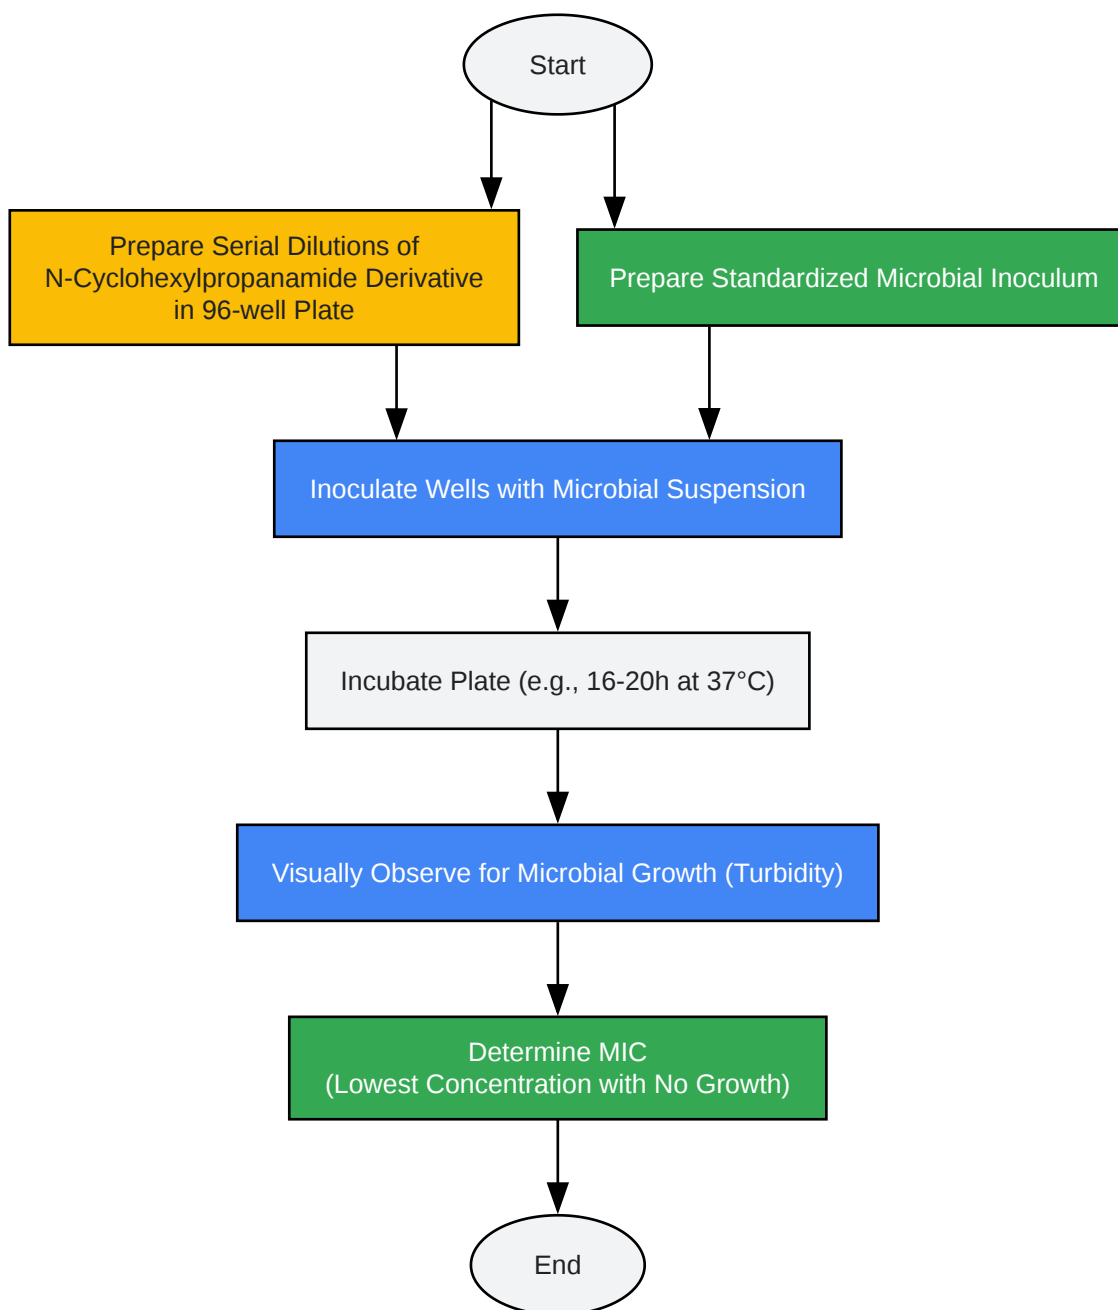 Start
Prepare Serial Dilutions of
N-Cyclohexylpropanamide Derivative
in 96-well Plate
Prepare Standardized Microbial Inoculum
Inoculate Wells with Microbial Suspension
Incubate Plate (e.g., 16-20h at 37°C)
Visually Observe for Microbial Growth (Turbidity)
Determine MIC
(Lowest Concentration with No Growth)
End